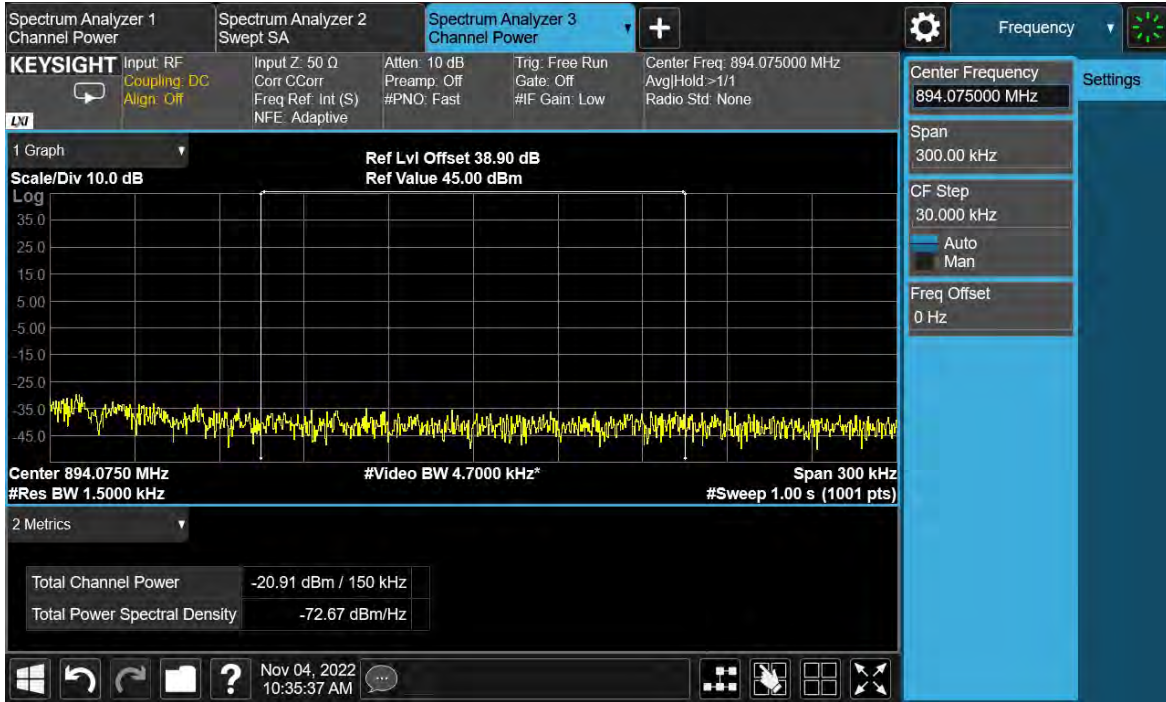 Spectrum Analyzer 1
Channel Power
Spectrum Analyzer 2
Swept SA
Spectrum Analyzer 3
Channel Power
Frequency
KEYSIGHT
LXI
Input: RF
Coupling: DC
Align: Off
Input Z: 50 Ω
Corr CCorr
Freq Ref: Int (S)
NFE: Adaptive
Atten: 10 dB
Preamp: Off
#PNO: Fast
Trig: Free Run
Gate: Off
#IF Gain: Low
Center Freq: 894.075000 MHz
Avg|Hold:>1/1
Radio Std: None
Center Frequency
894.075000 MHz
Settings
Span
300.00 kHz
CF Step
30.000 kHz
Auto
Man
Freq Offset
0 Hz
1 Graph
Scale/Div 10.0 dB
Ref Lvl Offset 38.90 dB
Ref Value 45.00 dBm
Log
35.0
25.0
15.0
5.00
-5.00
-15.0
-25.0
-35.0
-45.0
Center 894.0750 MHz
#Res BW 1.5000 kHz
#Video BW 4.7000 kHz*
Span 300 kHz
#Sweep 1.00 s (1001 pts)
2 Metrics
Total Channel Power -20.91 dBm / 150 kHz
Total Power Spectral Density -72.67 dBm/Hz
?
Nov 04, 2022
10:35:37 AM